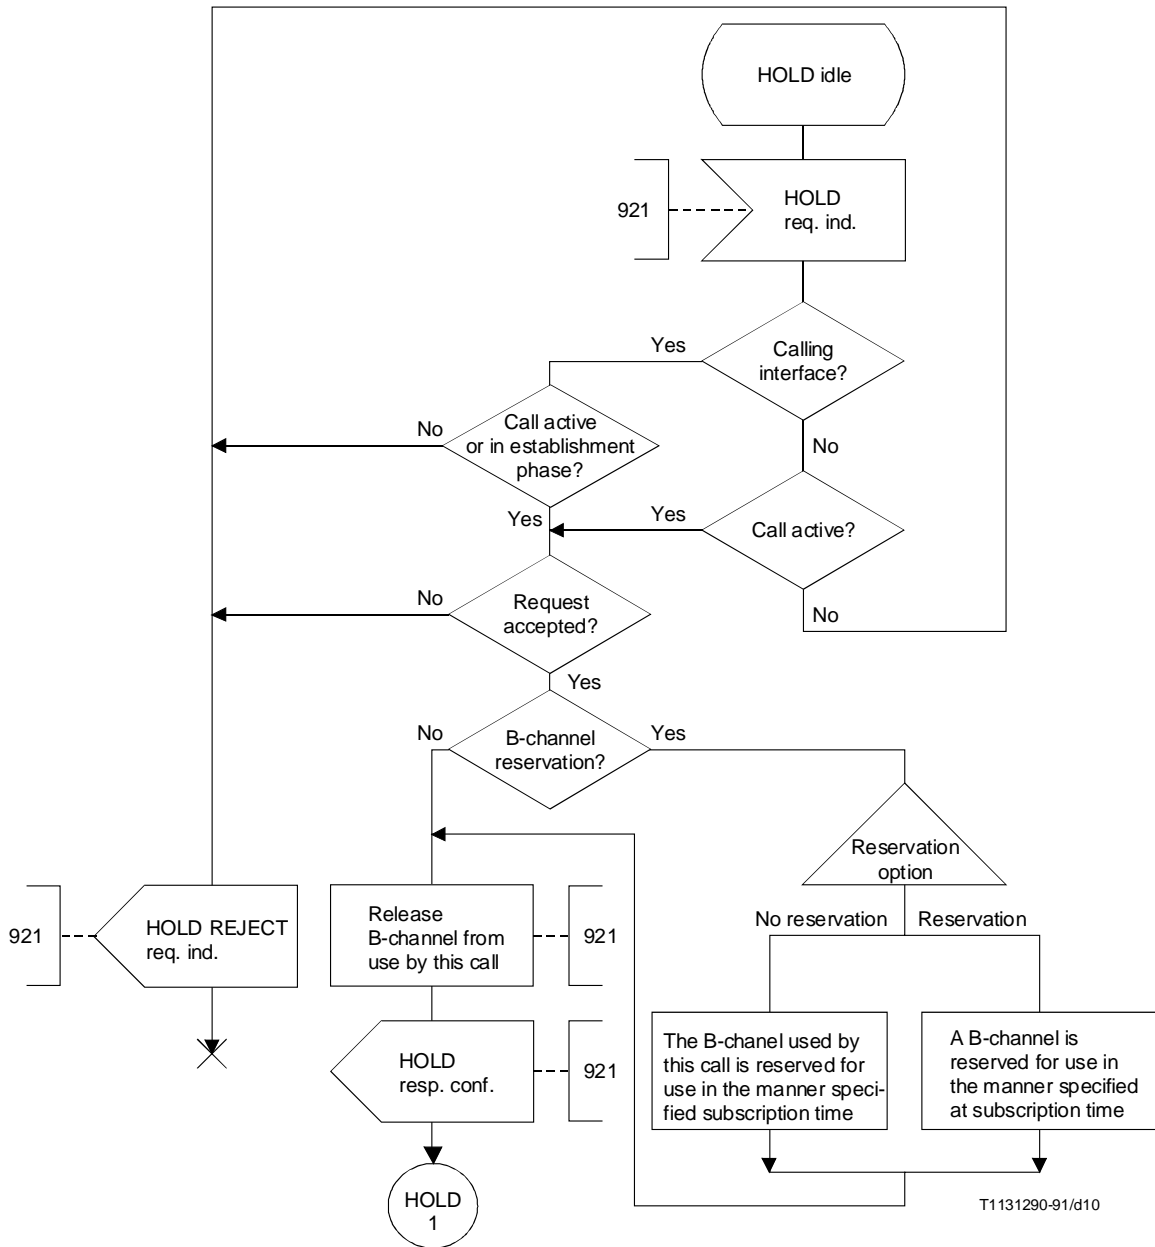 HOLD idle
921
HOLD
req. ind.
Yes
Calling
interface?
No
Call active
or in establishment
phase?
No
Yes
Yes
Call active?
No
No
Request
accepted?
Yes
No
B-channel
reservation?
Yes
Reservation
option
No reservation
Reservation
921
HOLD REJECT
req. ind.
Release
B-channel from
use by this call
921
HOLD
resp. conf.
921
The B-chanel used by
this call is reserved for
use in the manner speci-
fied subscription time
A B-channel is
reserved for use in
the manner specified
at subscription time
HOLD
1
T1131290-91/d10